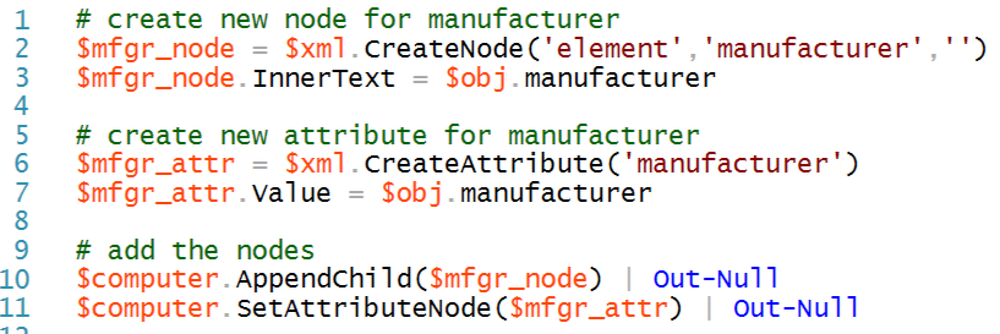 1 # create new node for manufacturer
2 $mfgr_node = $xml.CreateNode('element','manufacturer','')
3 $mfgr_node.InnerText = $obj.manufacturer
4
5 # create new attribute for manufacturer
6 $mfgr_attr = $xml.CreateAttribute('manufacturer')
7 $mfgr_attr.Value = $obj.manufacturer
8
9 # add the nodes
10 $computer.AppendChild($mfgr_node) | Out-Null
11 $computer.SetAttributeNode($mfgr_attr) | Out-Null